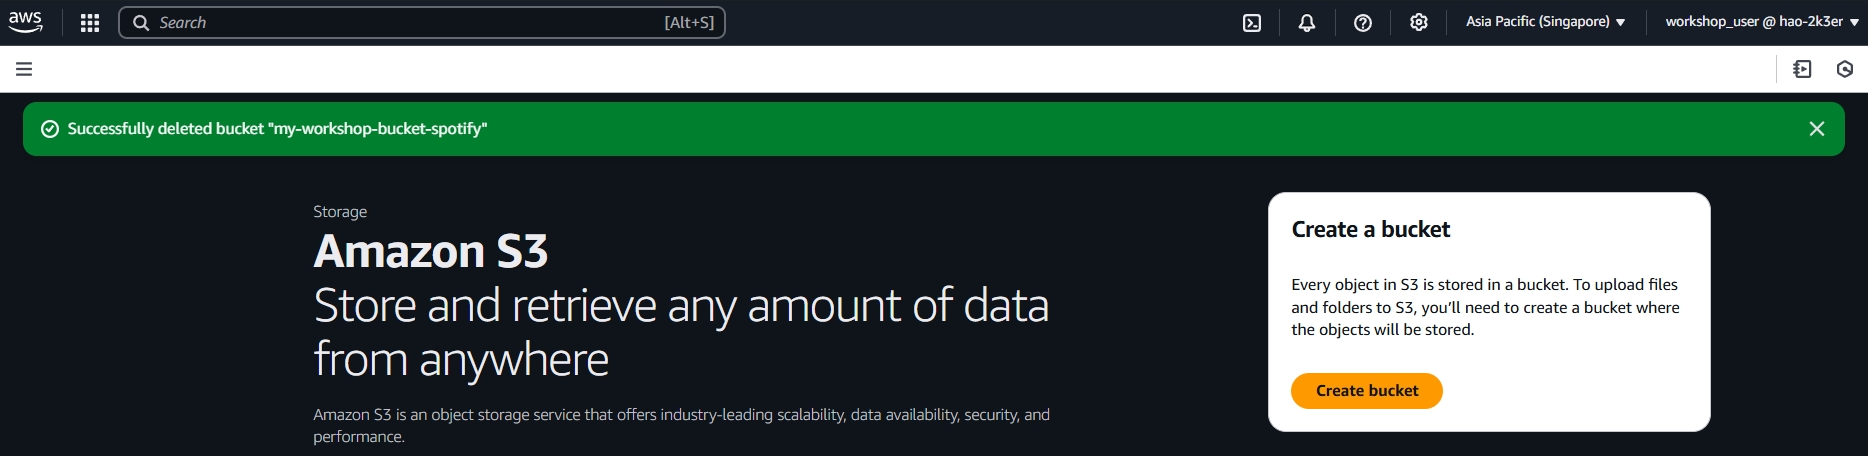 aws
Search [Alt+S]
Asia Pacific (Singapore)
workshop_user @ hao-2k3er
Successfully deleted bucket "my-workshop-bucket-spotify"
Storage
Amazon S3
Store and retrieve any amount of data
from anywhere
Amazon S3 is an object storage service that offers industry-leading scalability, data availability, security, and
performance.
Create a bucket
Every object in S3 is stored in a bucket. To upload files
and folders to S3, you’ll need to create a bucket where
the objects will be stored.
Create bucket